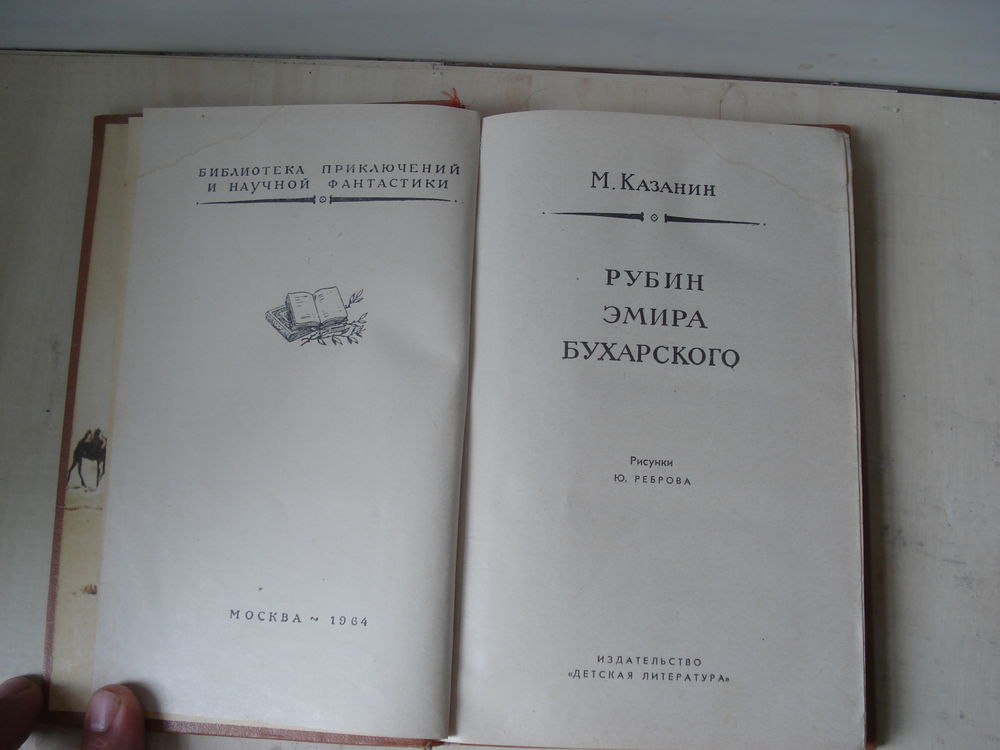 БИБЛИОТЕКА ПРИКЛЮЧЕНИЙ
И НАУЧНОЙ ФАНТАСТИКИ
МОСКВА ~ 1964
М. КАЗАНИН
РУБИН
ЭМИРА
БУХАРСКОГО
Рисунки
Ю. РЕБРОВА
ИЗДАТЕЛЬСТВО
«ДЕТСКАЯ ЛИТЕРАТУРА»